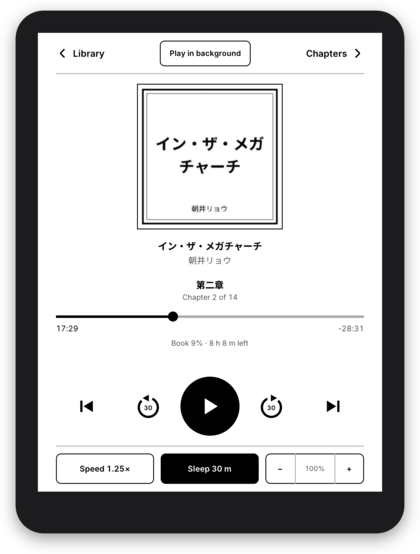 Library
Play in background
Chapters
イン・ザ・メガ
チャーチ
朝井リョウ
イン・ザ・メガチャーチ
朝井リョウ
第二章
Chapter 2 of 14
17:29
-28:31
Book 9% · 8 h 8 m left
30
30
Speed 1.25×
Sleep 30 m
−
100%
+